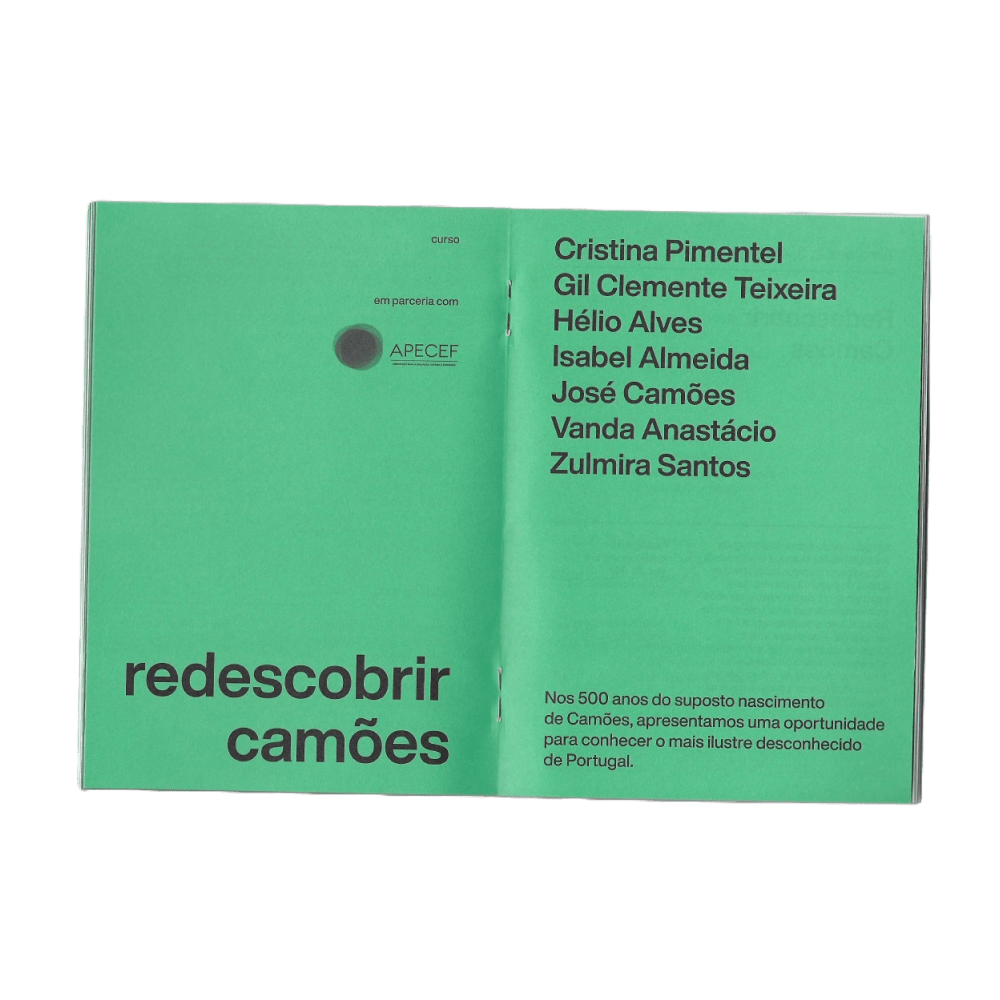 curso
em parceria com
APECEF
redescobrir
camões
Cristina Pimentel
Gil Clemente Teixeira
Hélio Alves
Isabel Almeida
José Camões
Vanda Anastácio
Zulmira Santos
Nos 500 anos do suposto nascimento
de Camões, apresentamos uma oportunidade
para conhecer o mais ilustre desconhecido
de Portugal.